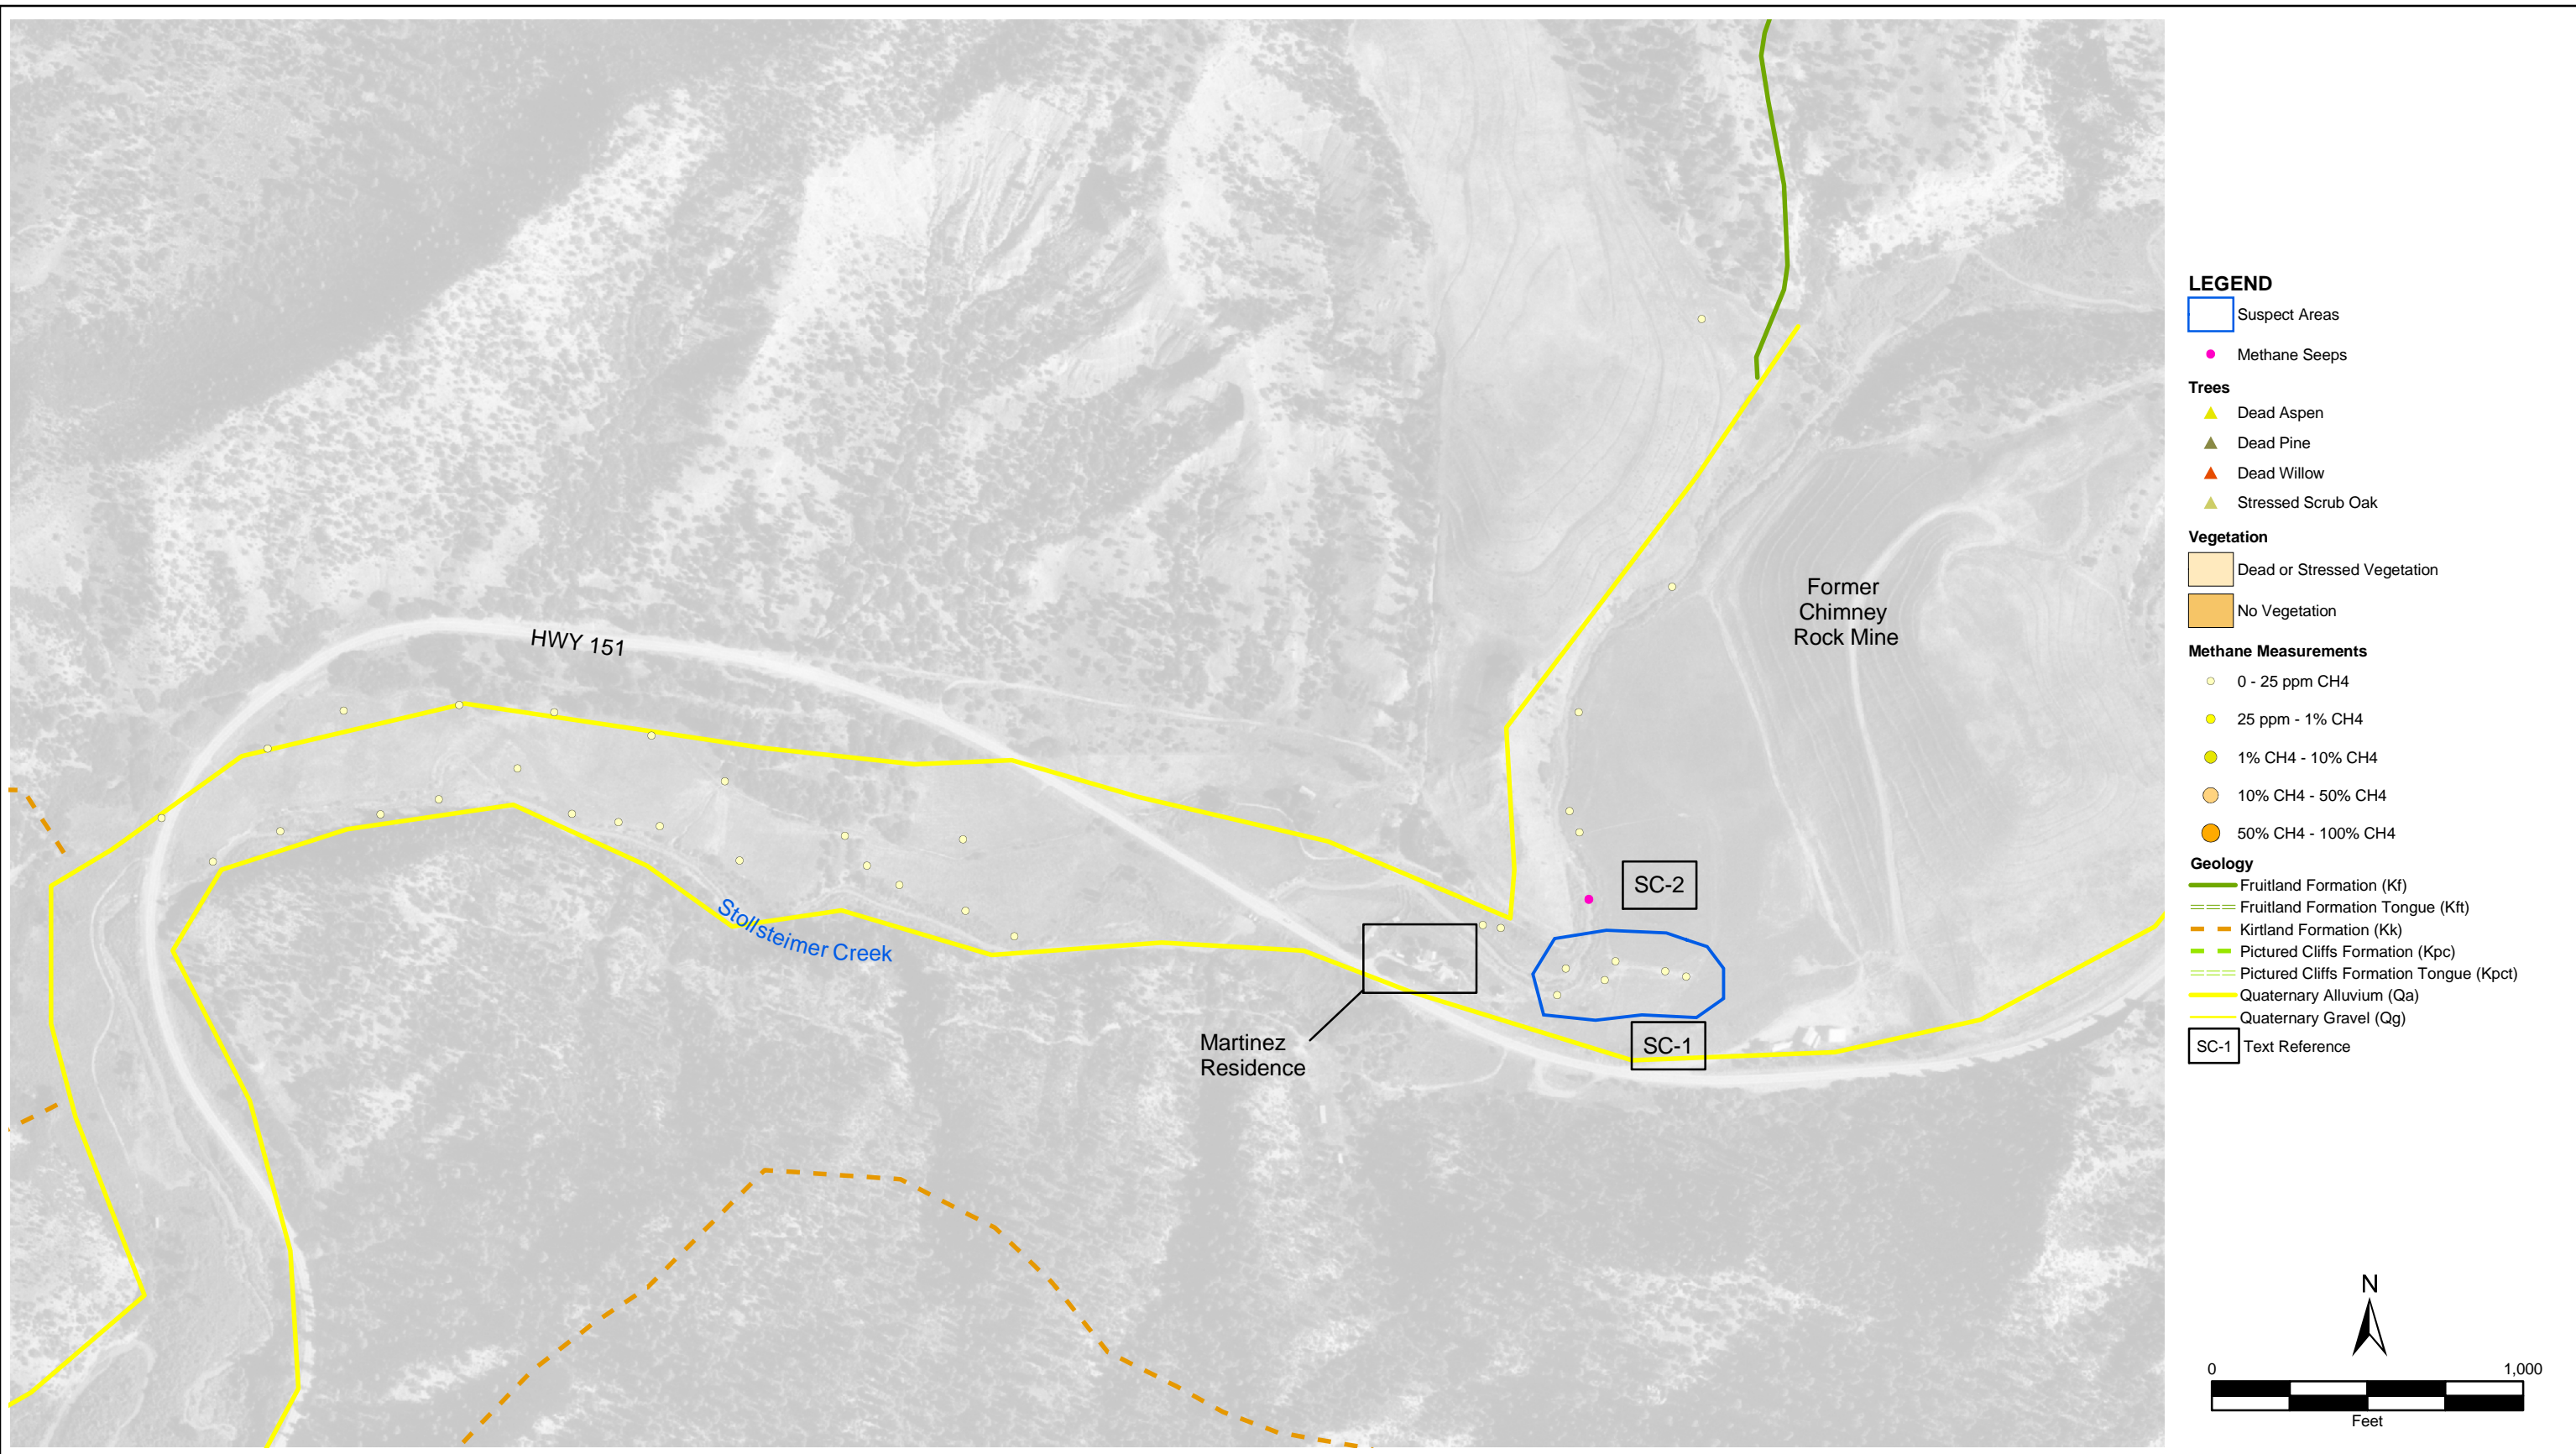 HWY 151
Former
Chimney
Rock Mine
SC-2
Stollsteimer Creek
SC-1
Martinez
Residence
LEGEND
Suspect Areas
Methane Seeps
Trees
Dead Aspen
Dead Pine
Dead Willow
Stressed Scrub Oak
Vegetation
Dead or Stressed Vegetation
No Vegetation
Methane Measurements
0 - 25 ppm CH4
25 ppm - 1% CH4
1% CH4 - 10% CH4
10% CH4 - 50% CH4
50% CH4 - 100% CH4
Geology
Fruitland Formation (Kf)
Fruitland Formation Tongue (Kft)
Kirtland Formation (Kk)
Pictured Cliffs Formation (Kpc)
Pictured Cliffs Formation Tongue (Kpct)
Quaternary Alluvium (Qa)
Quaternary Gravel (Qg)
SC-1 Text Reference
N
0 1,000
Feet